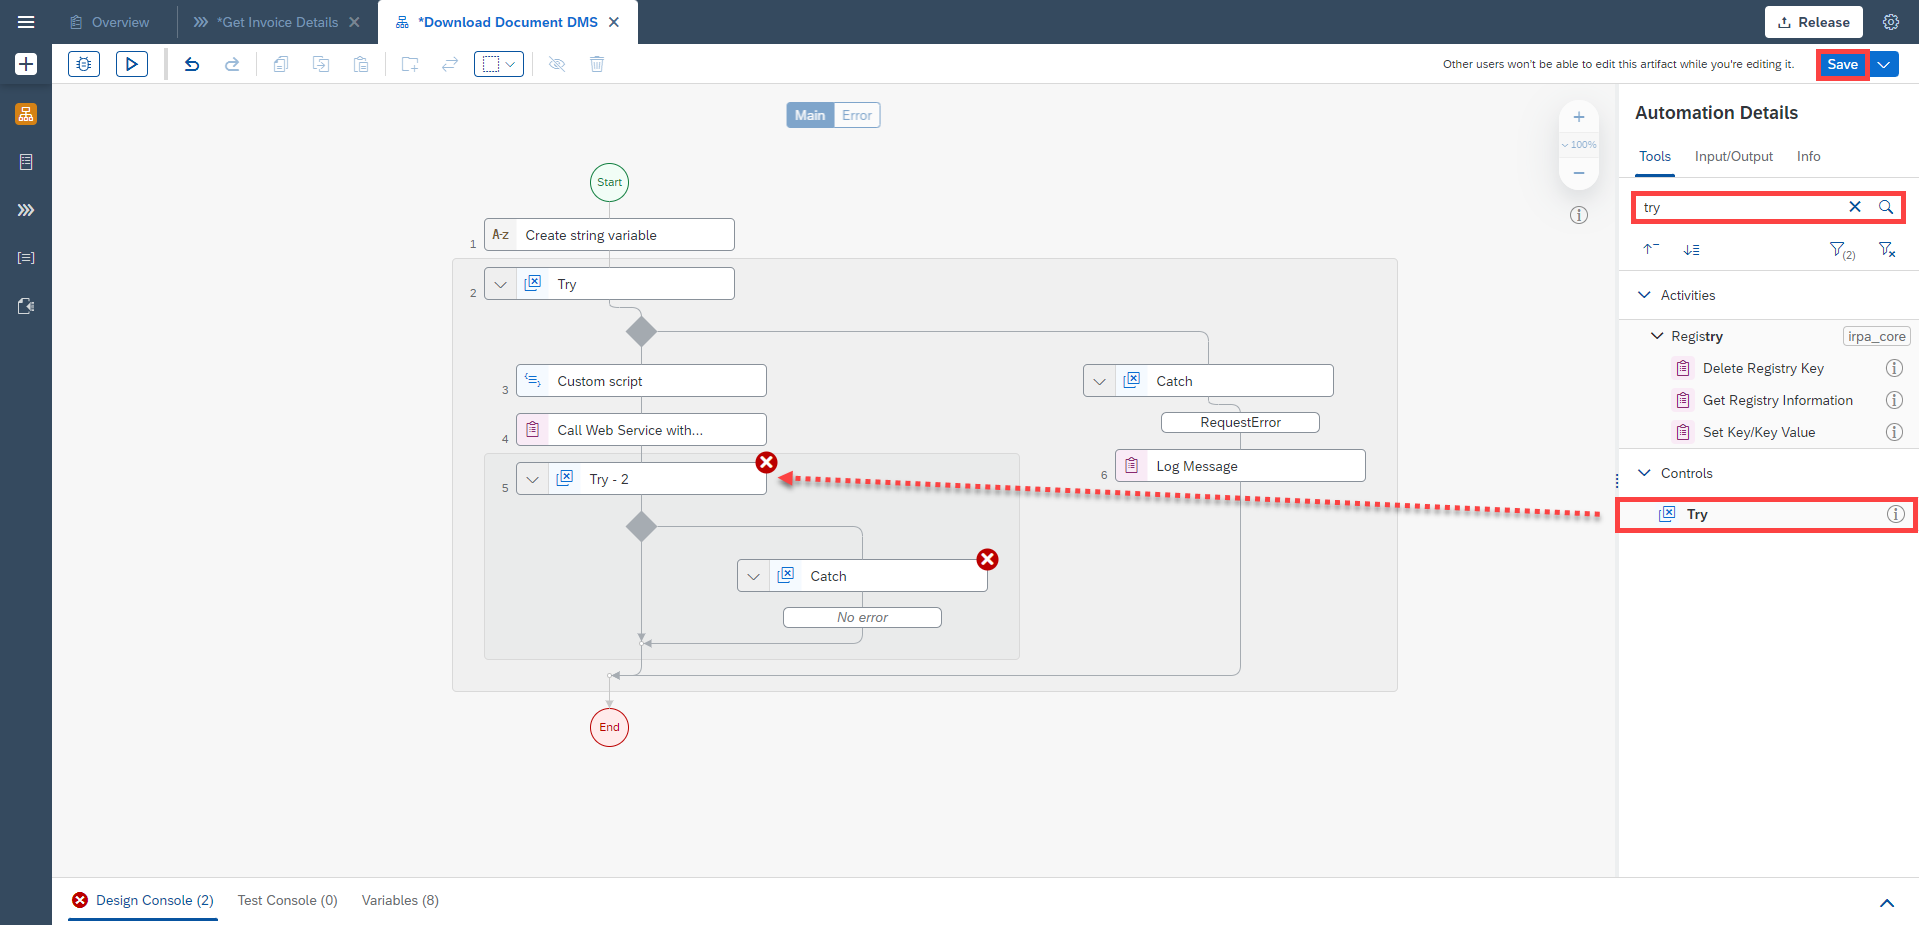 Overview
*Get Invoice Details
*Download Document DMS
Release
Other users won't be able to edit this artifact while you're editing it.
Save
Main
Error
100%
Automation Details
Tools
Input/Output
Info
try
(2)
Activities
Registry
irpa_core
Delete Registry Key
Get Registry Information
Set Key/Key Value
Controls
Try
Start
1
A-z
Create string variable
2
Try
3
Custom script
Catch
RequestError
4
Call Web Service with...
6
Log Message
5
Try - 2
Catch
No error
End
Design Console (2)
Test Console (0)
Variables (8)